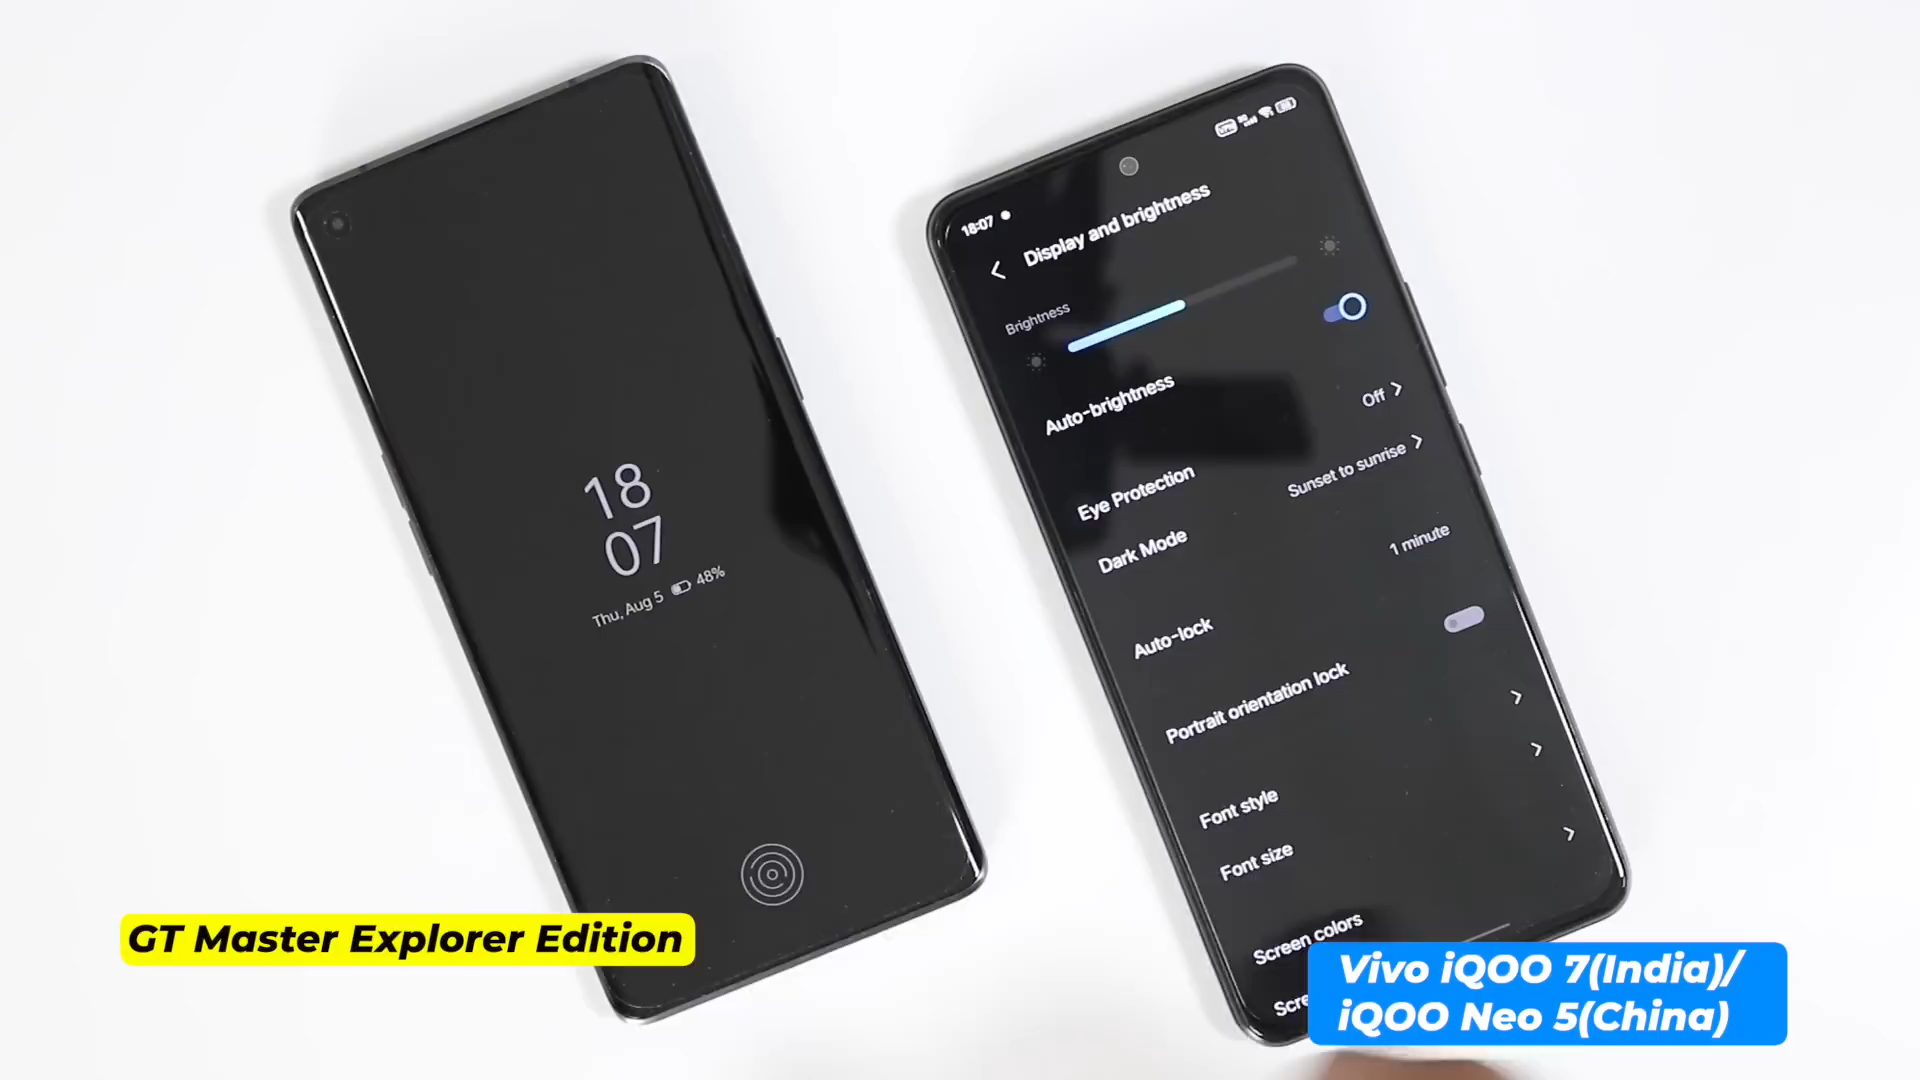 18
07
Thu, Aug 5 48%
GT Master Explorer Edition
18:07
Display and brightness
Brightness
Auto-brightness
Eye Protection
Off
Dark Mode
Sunset to sunrise
Auto-lock
1 minute
Portrait orientation lock
Font style
Font size
Screen colors
Scre
Vivo iQOO 7(India)/
iQOO Neo 5(China)